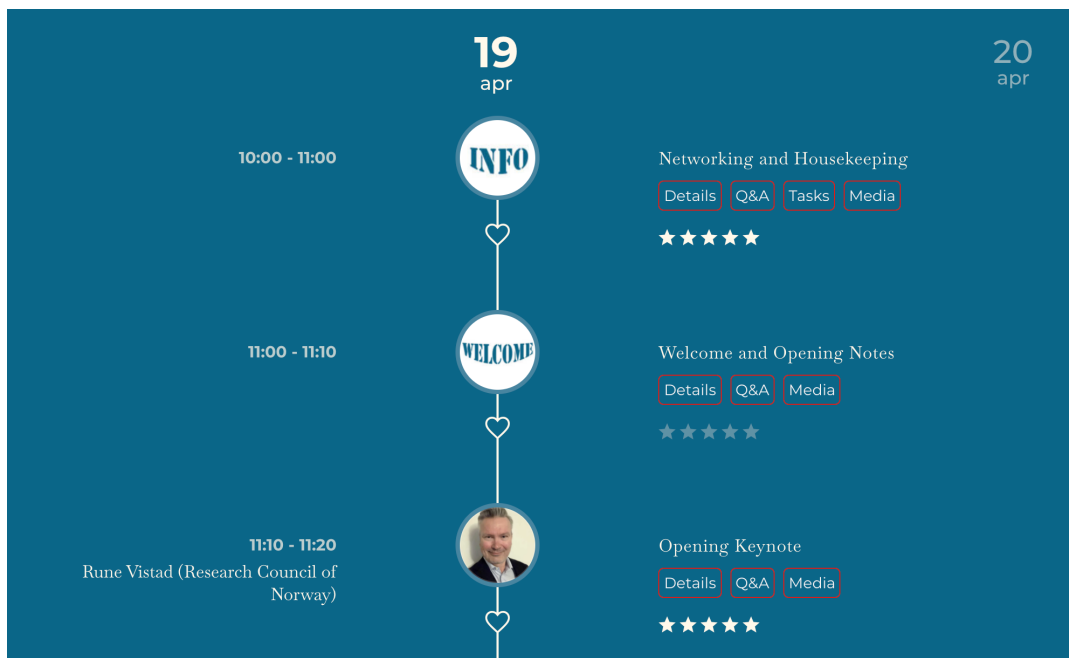 19
apr
20
apr
10:00 - 11:00
INFO
Networking and Housekeeping
Details Q&A Tasks Media
11:00 - 11:10
WELCOME
Welcome and Opening Notes
Details Q&A Media
11:10 - 11:20
Rune Vistad (Research Council of
Norway)
Opening Keynote
Details Q&A Media